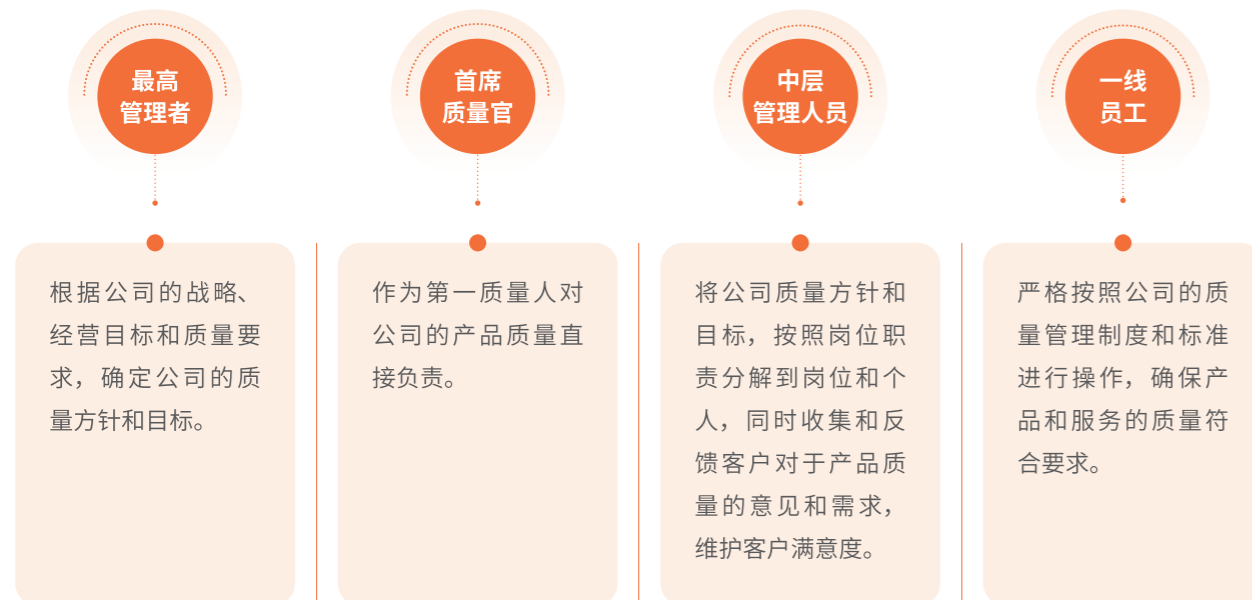 最高
管理者
首席
质量官
中层
管理人员
一线
员工
根据公司的战略、
经营目标和质量要
求，确定公司的质
量方针和目标。
作为第一质量人对
公司的产品质量直
接负责。
将公司质量方针和
目标，按照岗位职
责分解到岗位和个
人，同时收集和反
馈客户对于产品质
量的意见和需求，
维护客户满意度。
严格按照公司的质
量管理制度和标准
进行操作，确保产
品和服务的质量符
合要求。